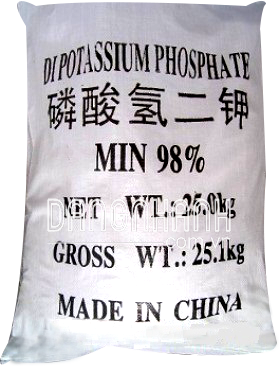 DI POTASSIUM PHOSPHATE
磷酸氢二钾
MIN 98%
NET WT.: 25.0kg
GROSS WT.: 25.1kg
MADE IN CHINA